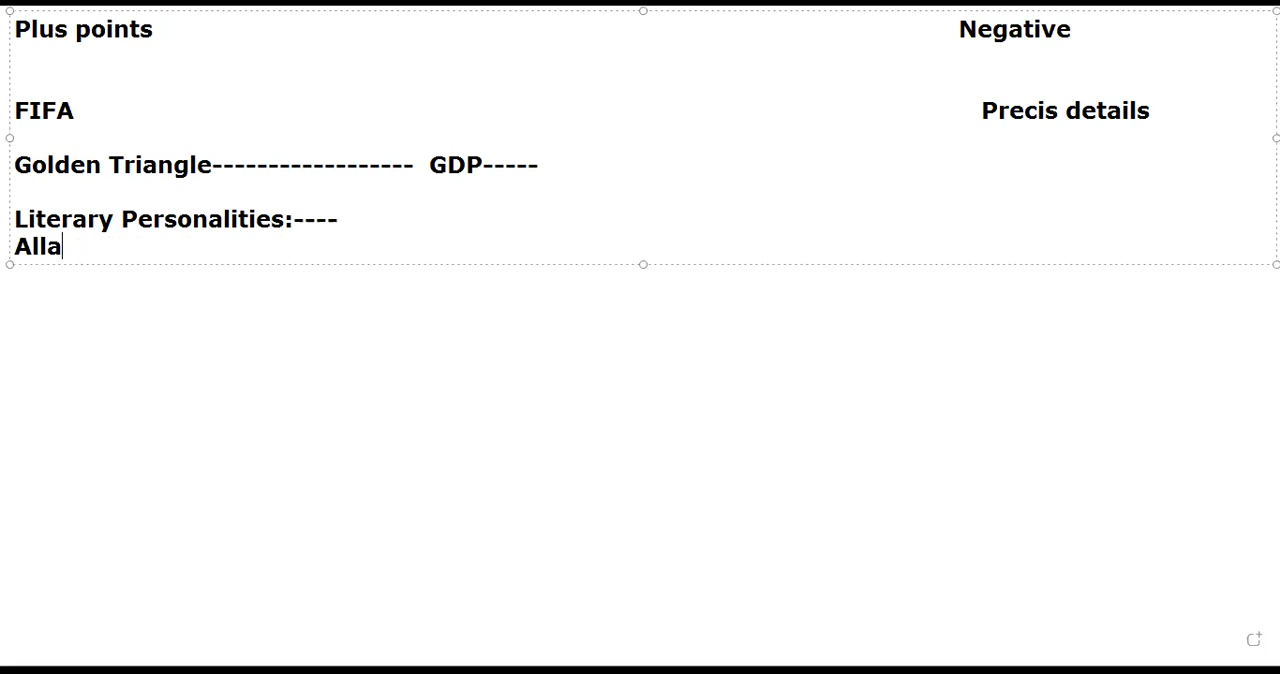 Plus points Negative
FIFA Precis details
Golden Triangle------------------ GDP-----
Literary Personalities:----
Alla